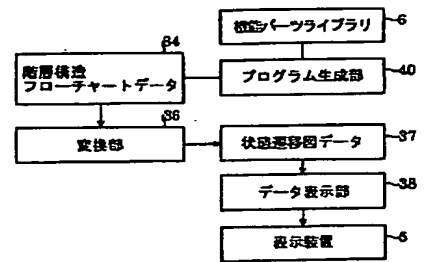 機能パーツライブラリ
6
34
階層構造
フローチャートデータ
プログラム生成部
40
36
変換部
状態遷移図データ
37
データ表示部
38
表示装置
5